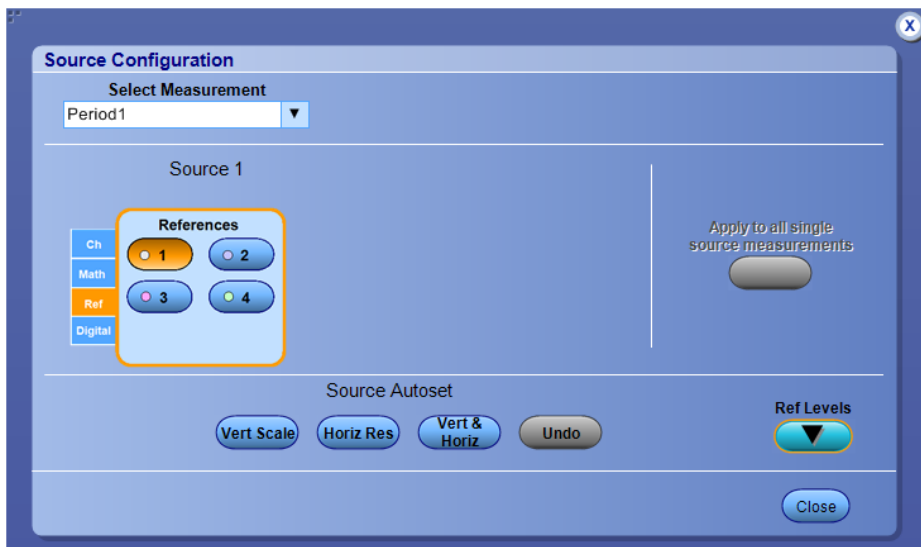 X
Source Configuration
Select Measurement
Period1
Source 1
References
Ch
Math
Ref
Digital
1
2
3
4
Apply to all single
source measurements
Source Autoset
Vert Scale
Horiz Res
Vert &
Horiz
Undo
Ref Levels
Close